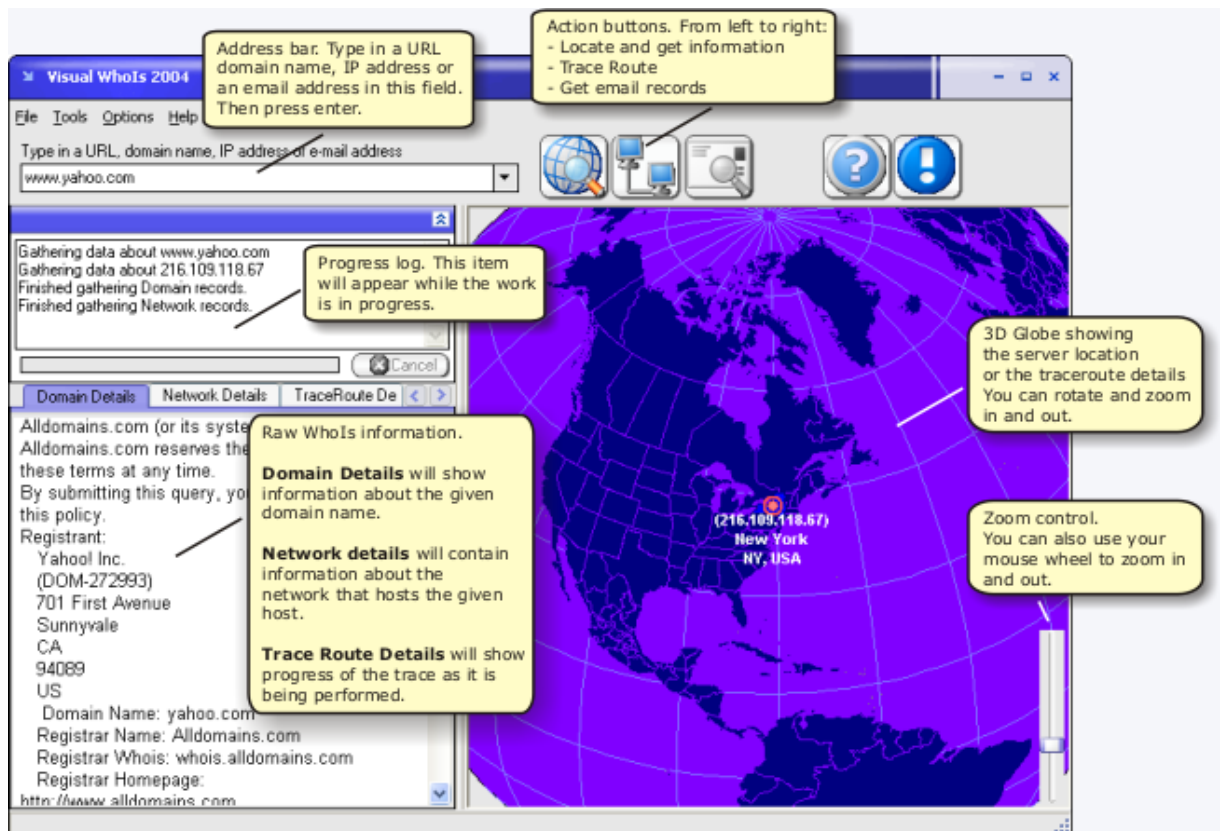 Address bar. Type in a URL
domain name, IP address or
an email address in this field.
Then press enter.
Action buttons. From left to right:
- Locate and get information
- Trace Route
- Get email records
Visual WhoIs 2004
File Tools Options Help
Type in a URL, domain name, IP address or e-mail address
www.yahoo.com
Gathering data about www.yahoo.com
Gathering data about 216.109.118.67
Finished gathering Domain records.
Finished gathering Network records.
Progress log. This item
will appear while the work
is in progress.
Cancel
Domain Details Network Details TraceRoute De
Alldomains.com (or its syste
Alldomains.com reserves the
these terms at any time.
By submitting this query, yo
this policy.
Registrant:
Yahoo! Inc.
(DOM-272993)
701 First Avenue
Sunnyvale
CA
94089
US
Domain Name: yahoo.com
Registrar Name: Alldomains.com
Registrar Whois: whois.alldomains.com
Registrar Homepage:
http://www.alldomains.com
Raw WhoIs information.
Domain Details will show
information about the given
domain name.
Network details will contain
information about the
network that hosts the given
host.
Trace Route Details will show
progress of the trace as it is
being performed.
3D Globe showing
the server location
or the traceroute details
You can rotate and zoom
in and out.
(216.109.118.67)
New York
NY, USA
Zoom control.
You can also use your
mouse wheel to zoom in
and out.